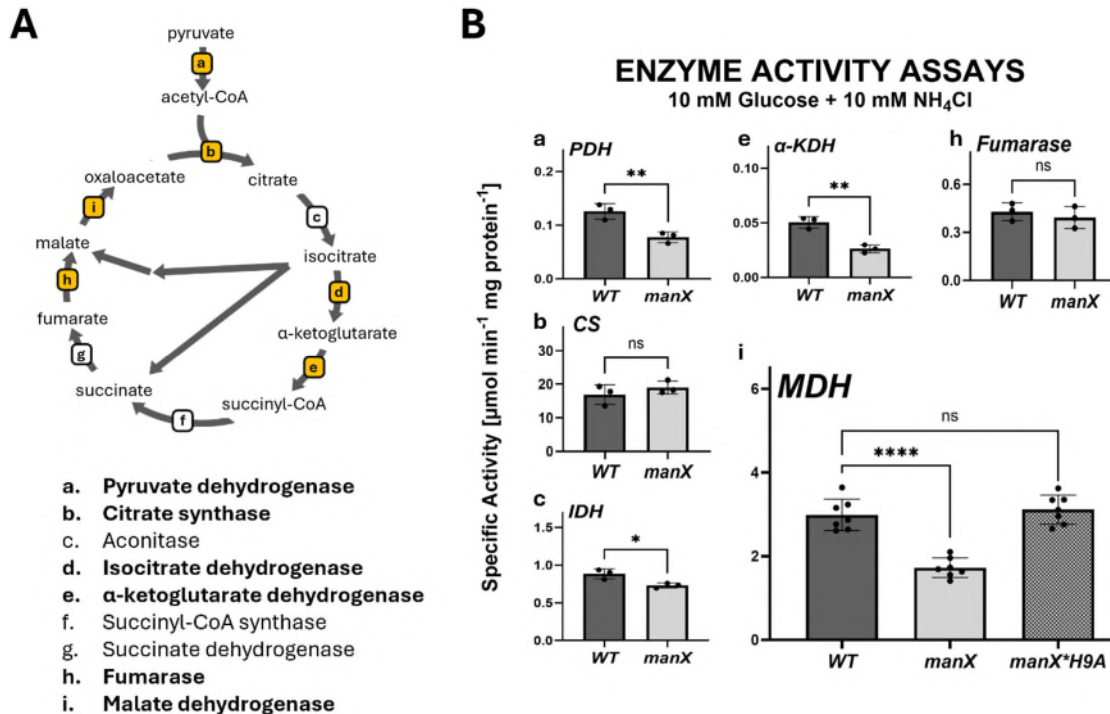 A
pyruvate
a
acetyl-CoA
b
oxaloacetate
citrate
i
c
malate
isocitrate
h
d
fumarate
α-ketoglutarate
g
e
succinate
succinyl-CoA
f
a. Pyruvate dehydrogenase
b. Citrate synthase
c. Aconitase
d. Isocitrate dehydrogenase
e. α-ketoglutarate dehydrogenase
f. Succinyl-CoA synthase
g. Succinate dehydrogenase
h. Fumarase
i. Malate dehydrogenase
B
ENZYME ACTIVITY ASSAYS
10 mM Glucose + 10 mM NH₄Cl
Specific Activity [µmol min⁻¹ mg protein⁻¹]
a
PDH
**
0.2
0.1
0.0
WT manX
e
α-KDH
**
0.10
0.05
0.00
WT manX
h
Fumarase
ns
0.6
0.3
0.0
WT manX
b
CS
ns
30
20
10
0
WT manX
c
IDH
*
1.5
1.0
0.5
0.0
WT manX
i
MDH
ns
****
6
4
2
0
WT manX manX*H9A